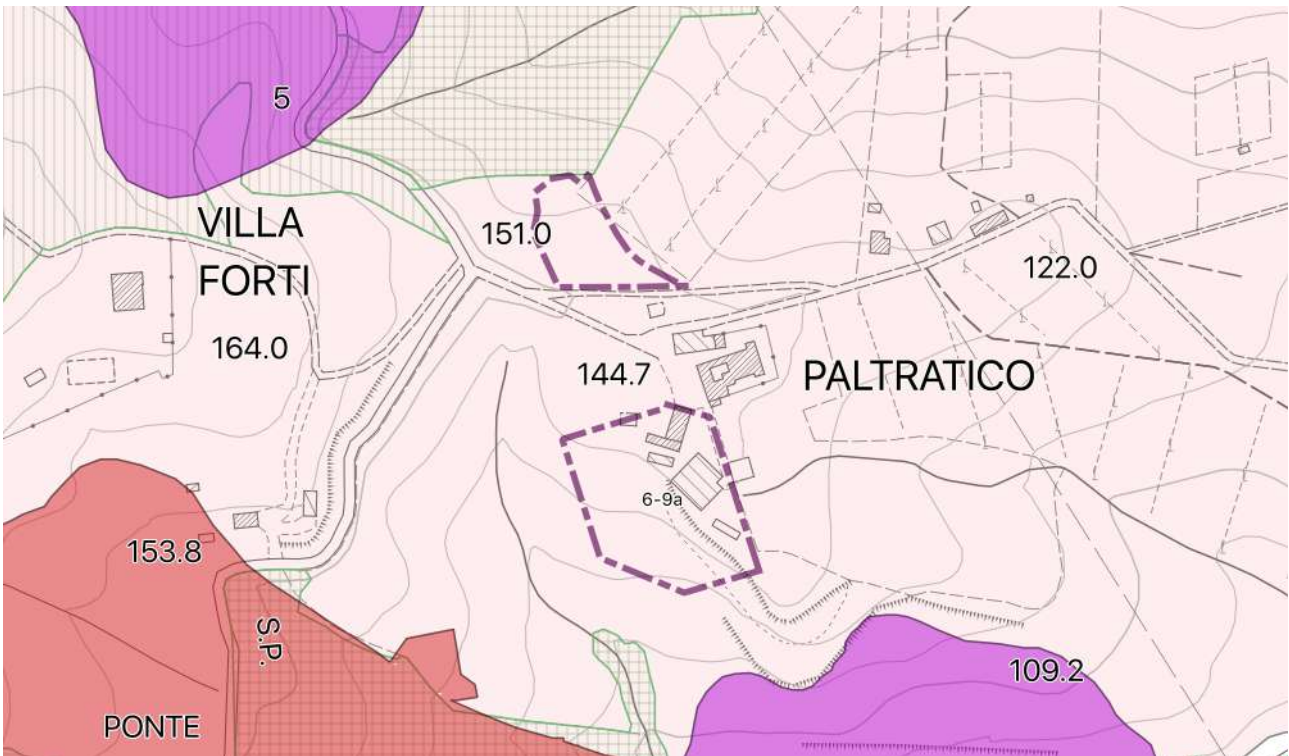 5
VILLA
FORTI
151.0
122.0
164.0
144.7
PALTRATICO
6-9a
153.8
S.P.
109.2
PONTE